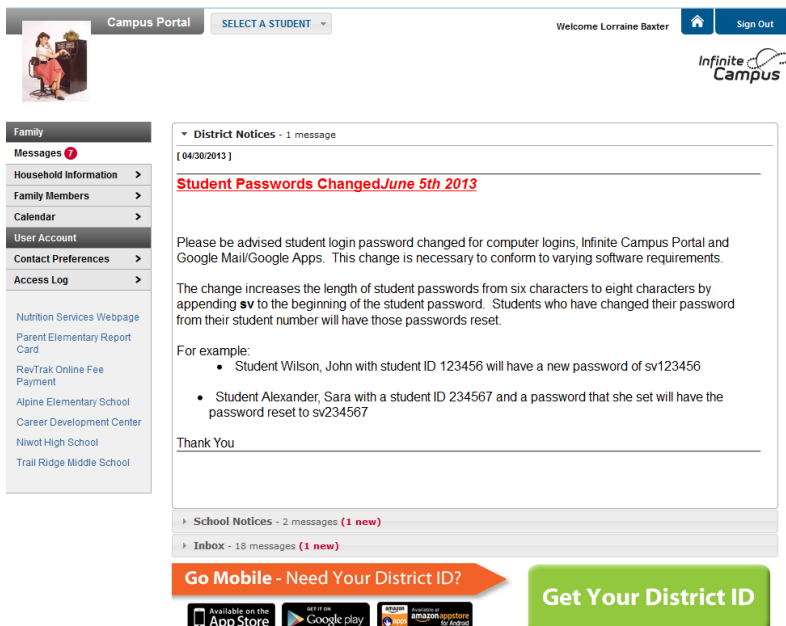 Campus Portal
SELECT A STUDENT
Welcome Lorraine Baxter
Sign Out
Infinite
Campus
Family
Messages 7
Household Information >
Family Members >
Calendar >
User Account
Contact Preferences >
Access Log >
Nutrition Services Webpage
Parent Elementary Report
Card
RevTrak Online Fee
Payment
Alpine Elementary School
Career Development Center
Niwot High School
Trail Ridge Middle School
District Notices - 1 message
[ 04/30/2013 ]
Student Passwords ChangedJune 5th 2013
Please be advised student login password changed for computer logins, Infinite Campus Portal and
Google Mail/Google Apps. This change is necessary to conform to varying software requirements.
The change increases the length of student passwords from six characters to eight characters by
appending sv to the beginning of the student password. Students who have changed their password
from their student number will have those passwords reset.
For example:
• Student Wilson, John with student ID 123456 will have a new password of sv123456
• Student Alexander, Sara with a student ID 234567 and a password that she set will have the
password reset to sv234567
Thank You
School Notices - 2 messages (1 new)
Inbox - 18 messages (1 new)
Go Mobile - Need Your District ID?
Available on the
App Store
GET IT ON
Google play
amazon
apps
Available at
amazonappstore
for Android
Get Your District ID